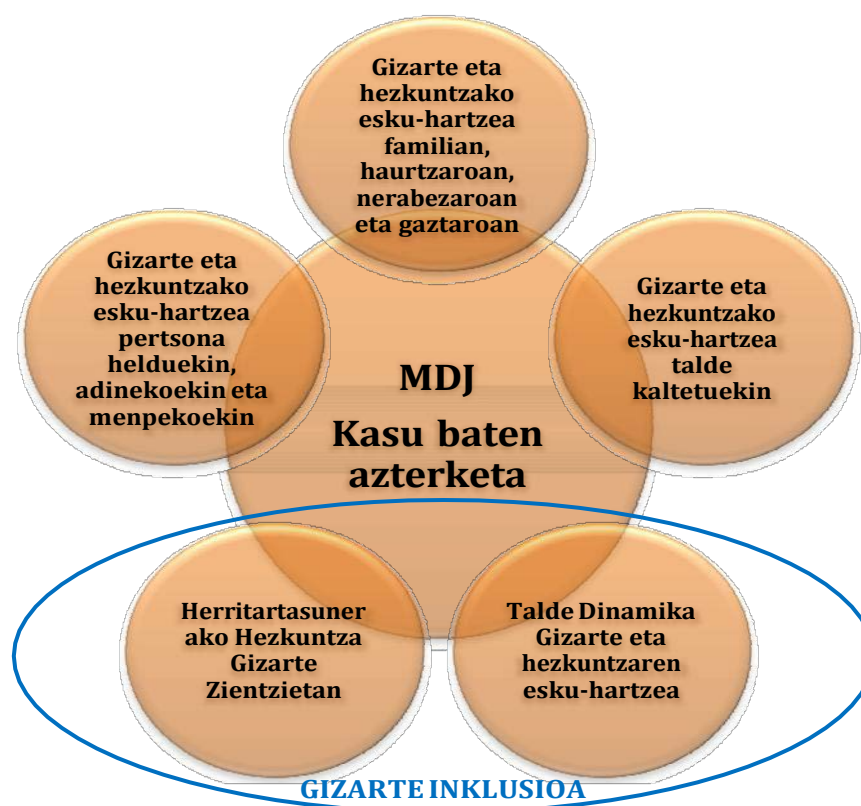 Gizarte eta
hezkuntzako
esku-hartzea
familian,
haurtzaroan,
nerabezaroan
eta gaztaroan
Gizarte eta
hezkuntzako
esku-hartzea
pertsona
helduekin,
adinekoekin eta
menpekoekin
Gizarte eta
hezkuntzako
esku-hartzea
talde
kaltetuekin
MDJ
Kasu baten
azterketa
Herritartasuner
ako Hezkuntza
Gizarte
Zientzietan
Talde Dinamika
Gizarte eta
hezkuntzaren
esku-hartzea
GIZARTE INKLUSIOA